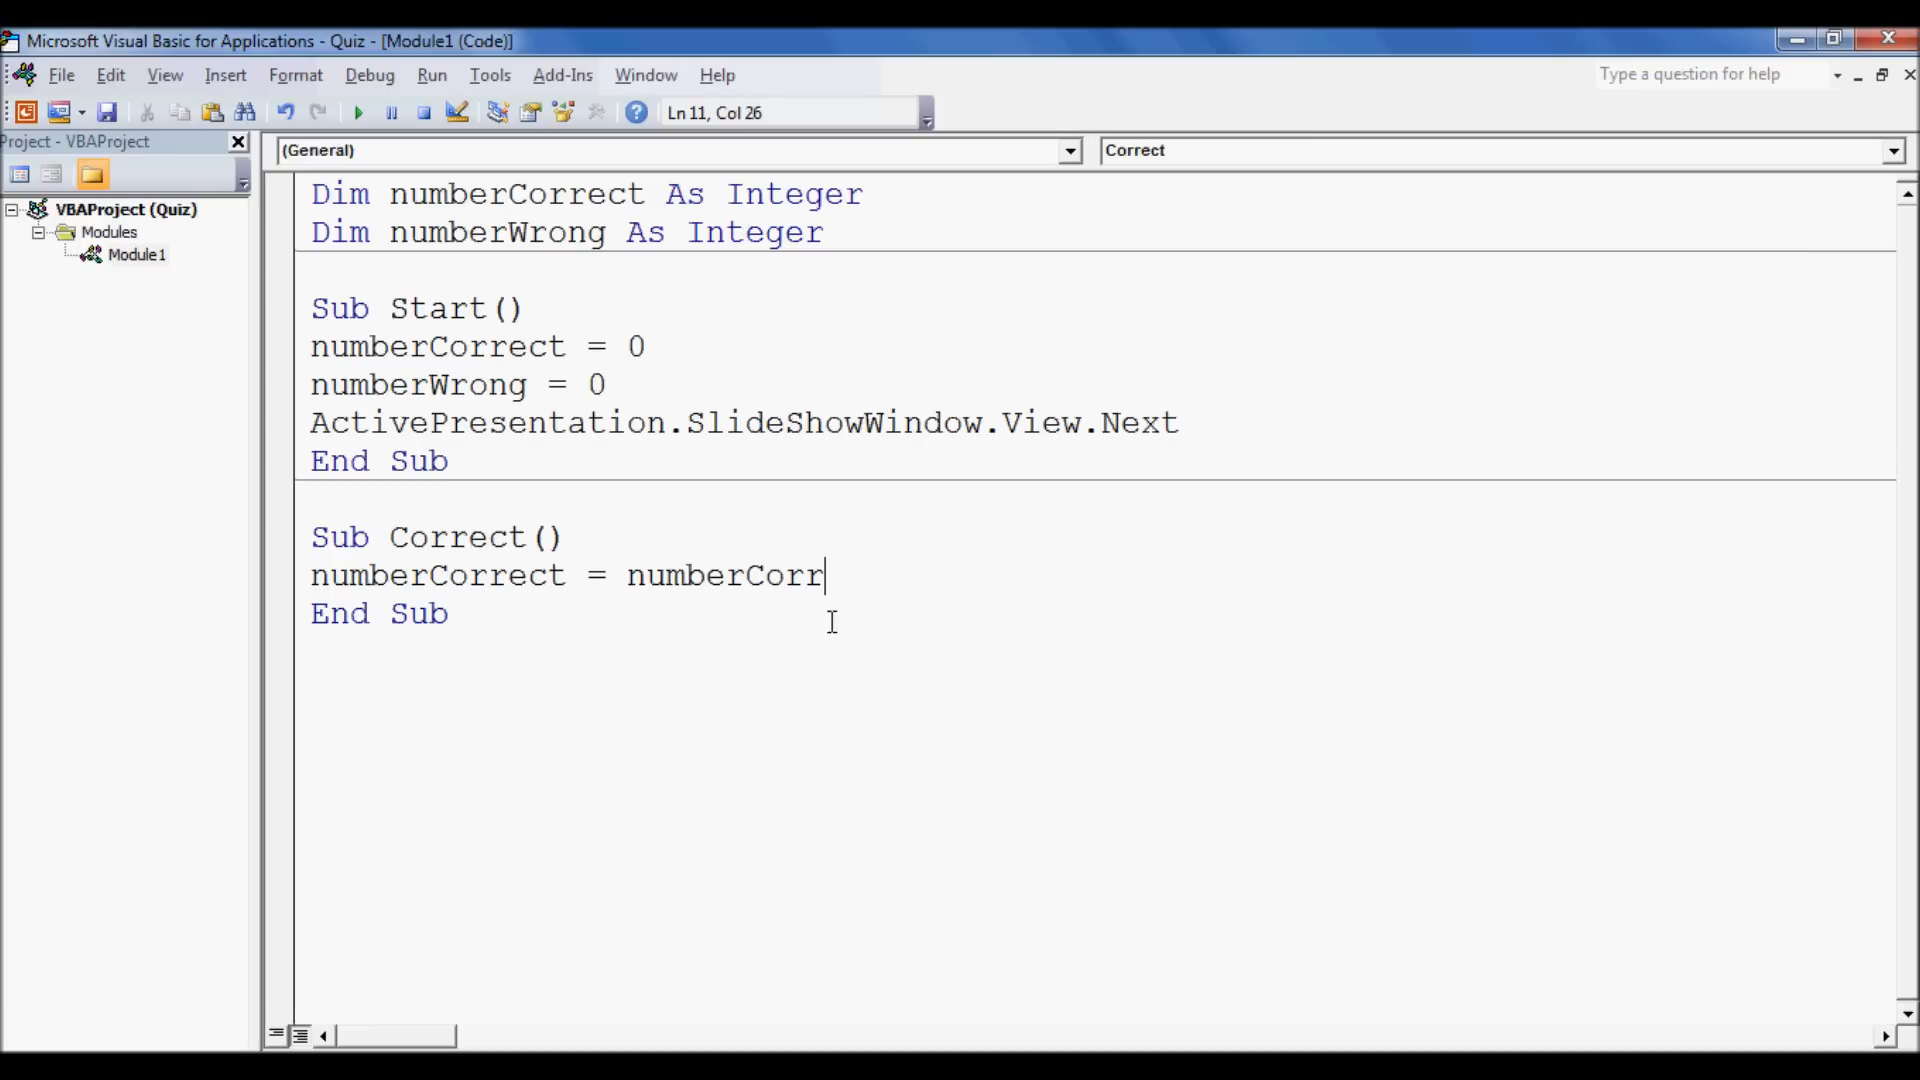 Microsoft Visual Basic for Applications - Quiz - [Module1 (Code)]
File Edit View Insert Format Debug Run Tools Add-Ins Window Help
Type a question for help
Ln 11, Col 26
Project - VBAProject
(General)
Correct
VBAProject (Quiz)
Modules
Module1
Dim numberCorrect As Integer
Dim numberWrong As Integer
Sub Start()
numberCorrect = 0
numberWrong = 0
ActivePresentation.SlideShowWindow.View.Next
End Sub
Sub Correct()
numberCorrect = numberCorr
End Sub